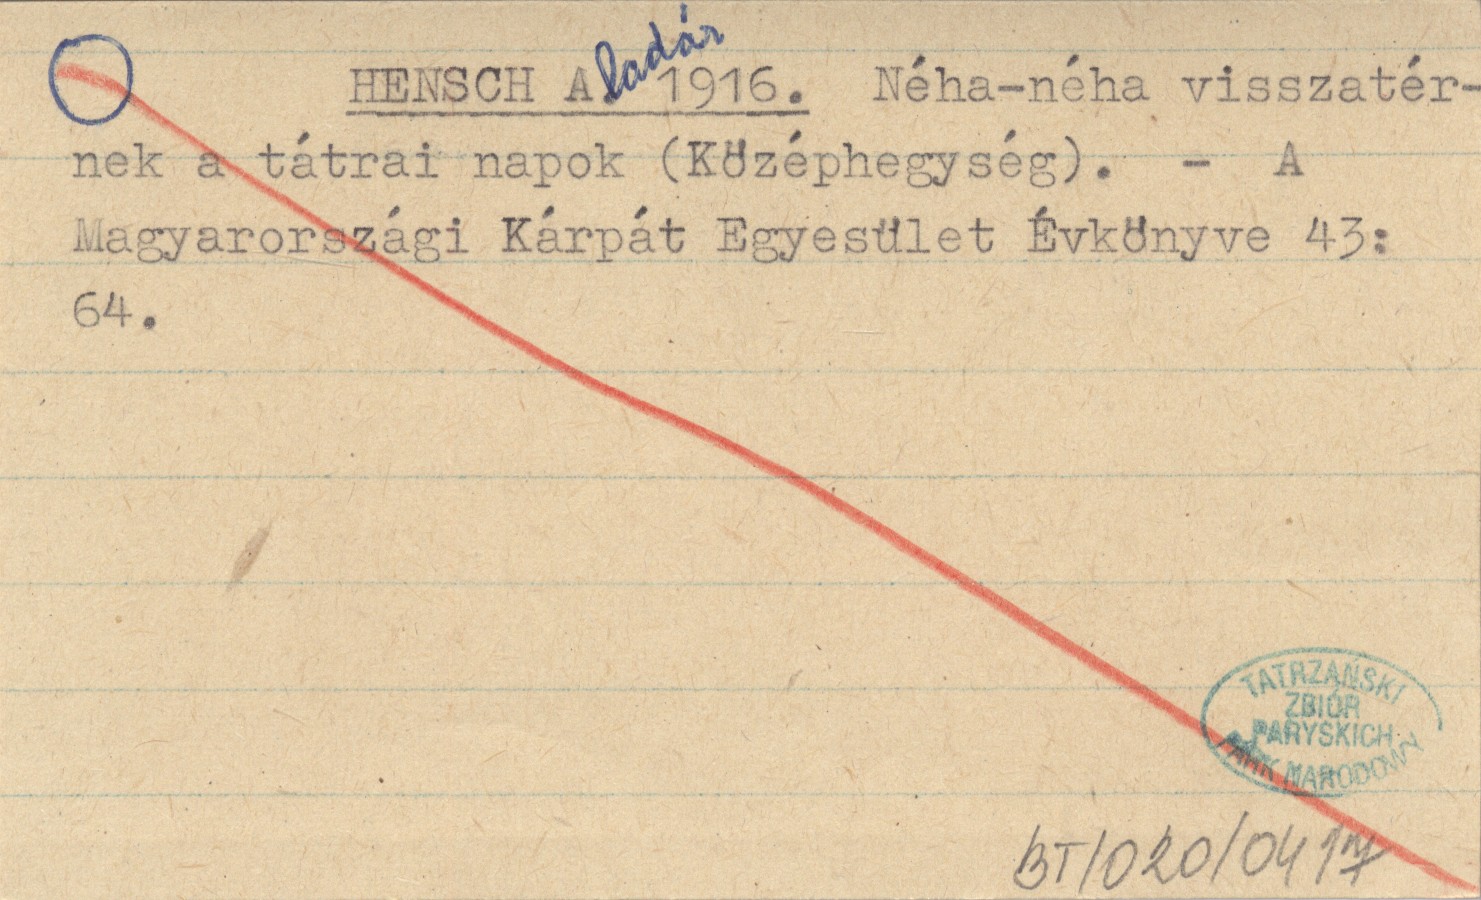 HENSCH Aladár 1916. Néha-néha visszatér-
nek a tátrai napok (Középhegység). - A
Magyarországi Kárpát Egyesület Évkönyve 43:
64.
TATRZAŃSKI
ZBIÓR
PARYSKICH
PARK NARODOWY
BT/020/0417